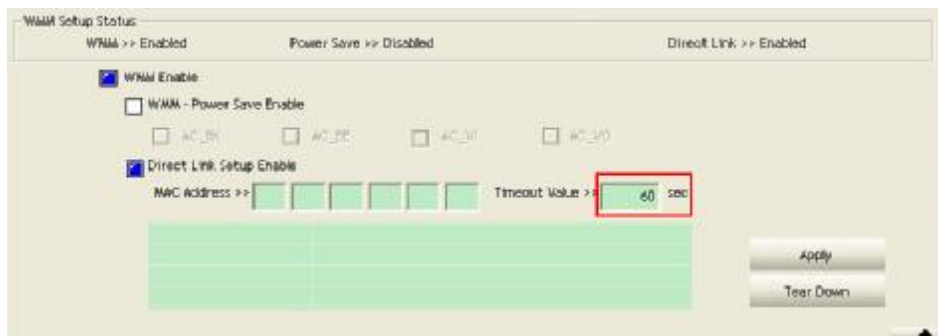 WMM Setup Status
WMM >> Enabled Power Save >> Disabled Direct Link >> Enabled
WMM Enable
WMM - Power Save Enable
AC_BK AC_BE AC_VI AC_VO
Direct Link Setup Enable
MAC Address >> Timeout Value >> 60 sec
Apply
Tear Down